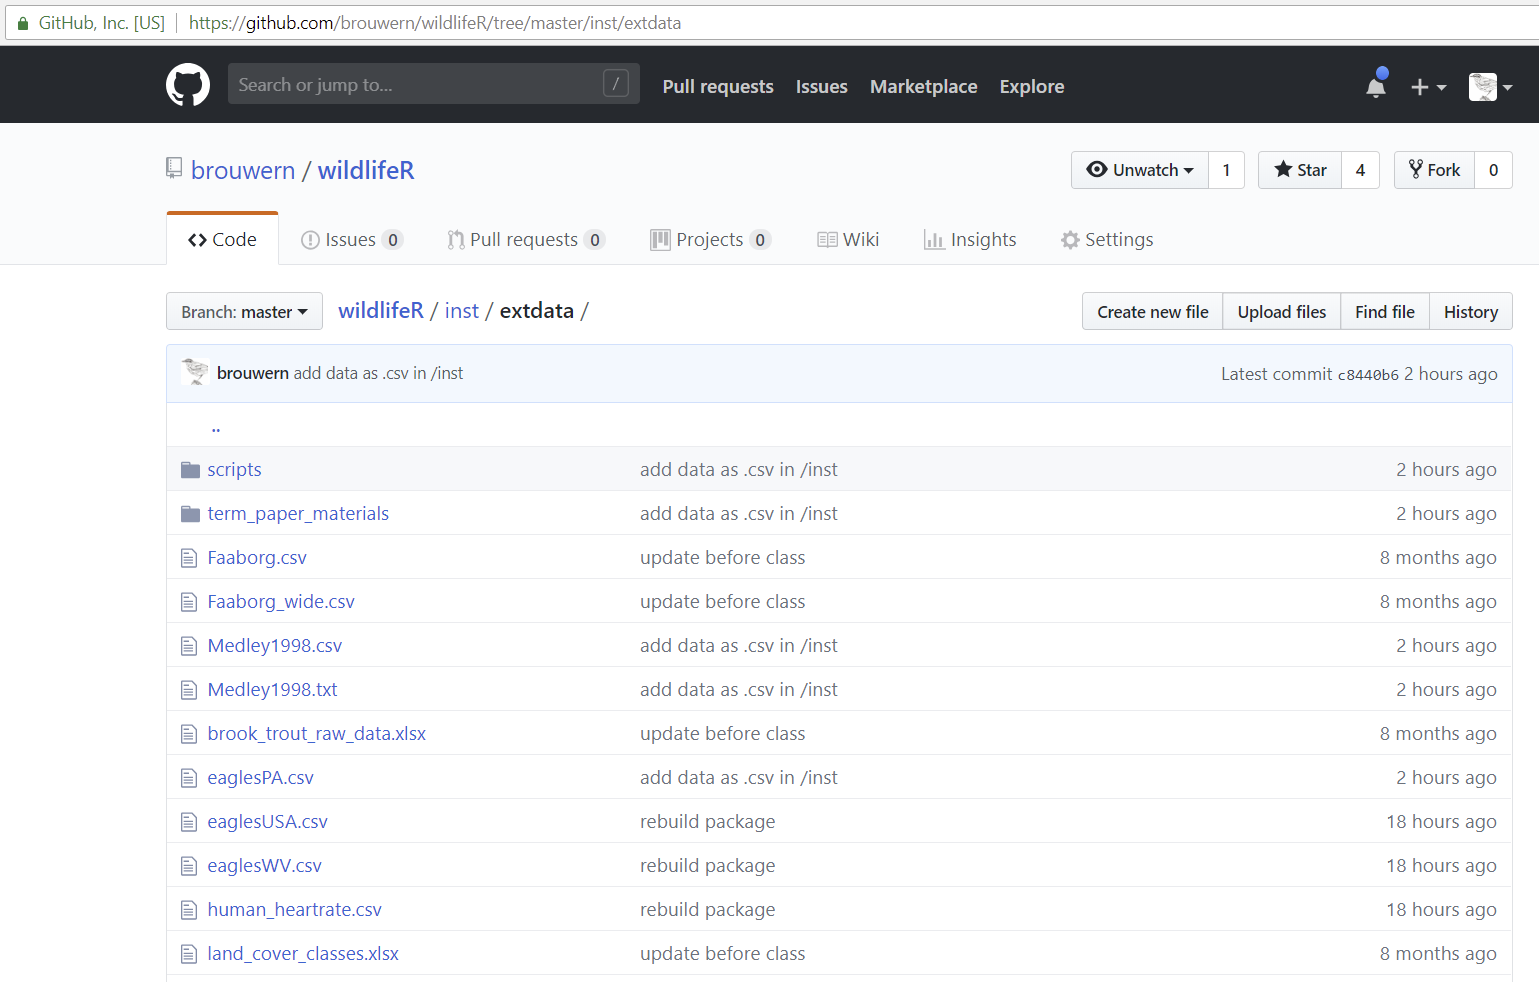 GitHub, Inc. [US] https://github.com/brouwern/wildlifeR/tree/master/inst/extdata
Search or jump to... / Pull requests Issues Marketplace Explore
brouwern / wildlifeR Unwatch 1 Star 4 Fork 0
Code Issues 0 Pull requests 0 Projects 0 Wiki Insights Settings
Branch: master wildlifeR / inst / extdata / Create new file Upload files Find file History
brouwern add data as .csv in /inst Latest commit c8440b6 2 hours ago
..
scripts add data as .csv in /inst 2 hours ago
term_paper_materials add data as .csv in /inst 2 hours ago
Faaborg.csv update before class 8 months ago
Faaborg_wide.csv update before class 8 months ago
Medley1998.csv add data as .csv in /inst 2 hours ago
Medley1998.txt add data as .csv in /inst 2 hours ago
brook_trout_raw_data.xlsx update before class 8 months ago
eaglesPA.csv add data as .csv in /inst 2 hours ago
eaglesUSA.csv rebuild package 18 hours ago
eaglesWV.csv rebuild package 18 hours ago
human_heartrate.csv rebuild package 18 hours ago
land_cover_classes.xlsx update before class 8 months ago